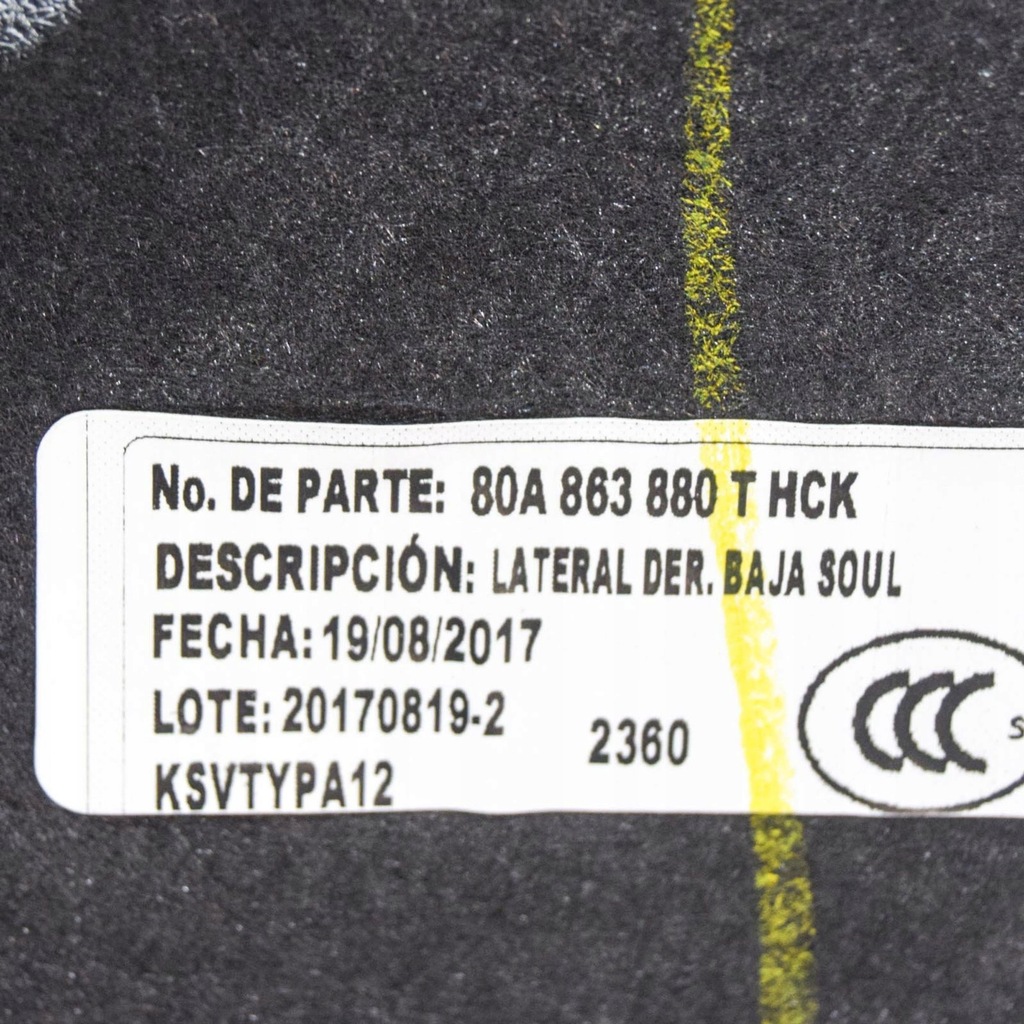 No. DE PARTE: 80A 863 880 T HCK
DESCRIPCIÓN: LATERAL DER. BAJA SOUL
FECHA: 19/08/2017
LOTE: 20170819-2
2360
CCC S
KSVTYPA12